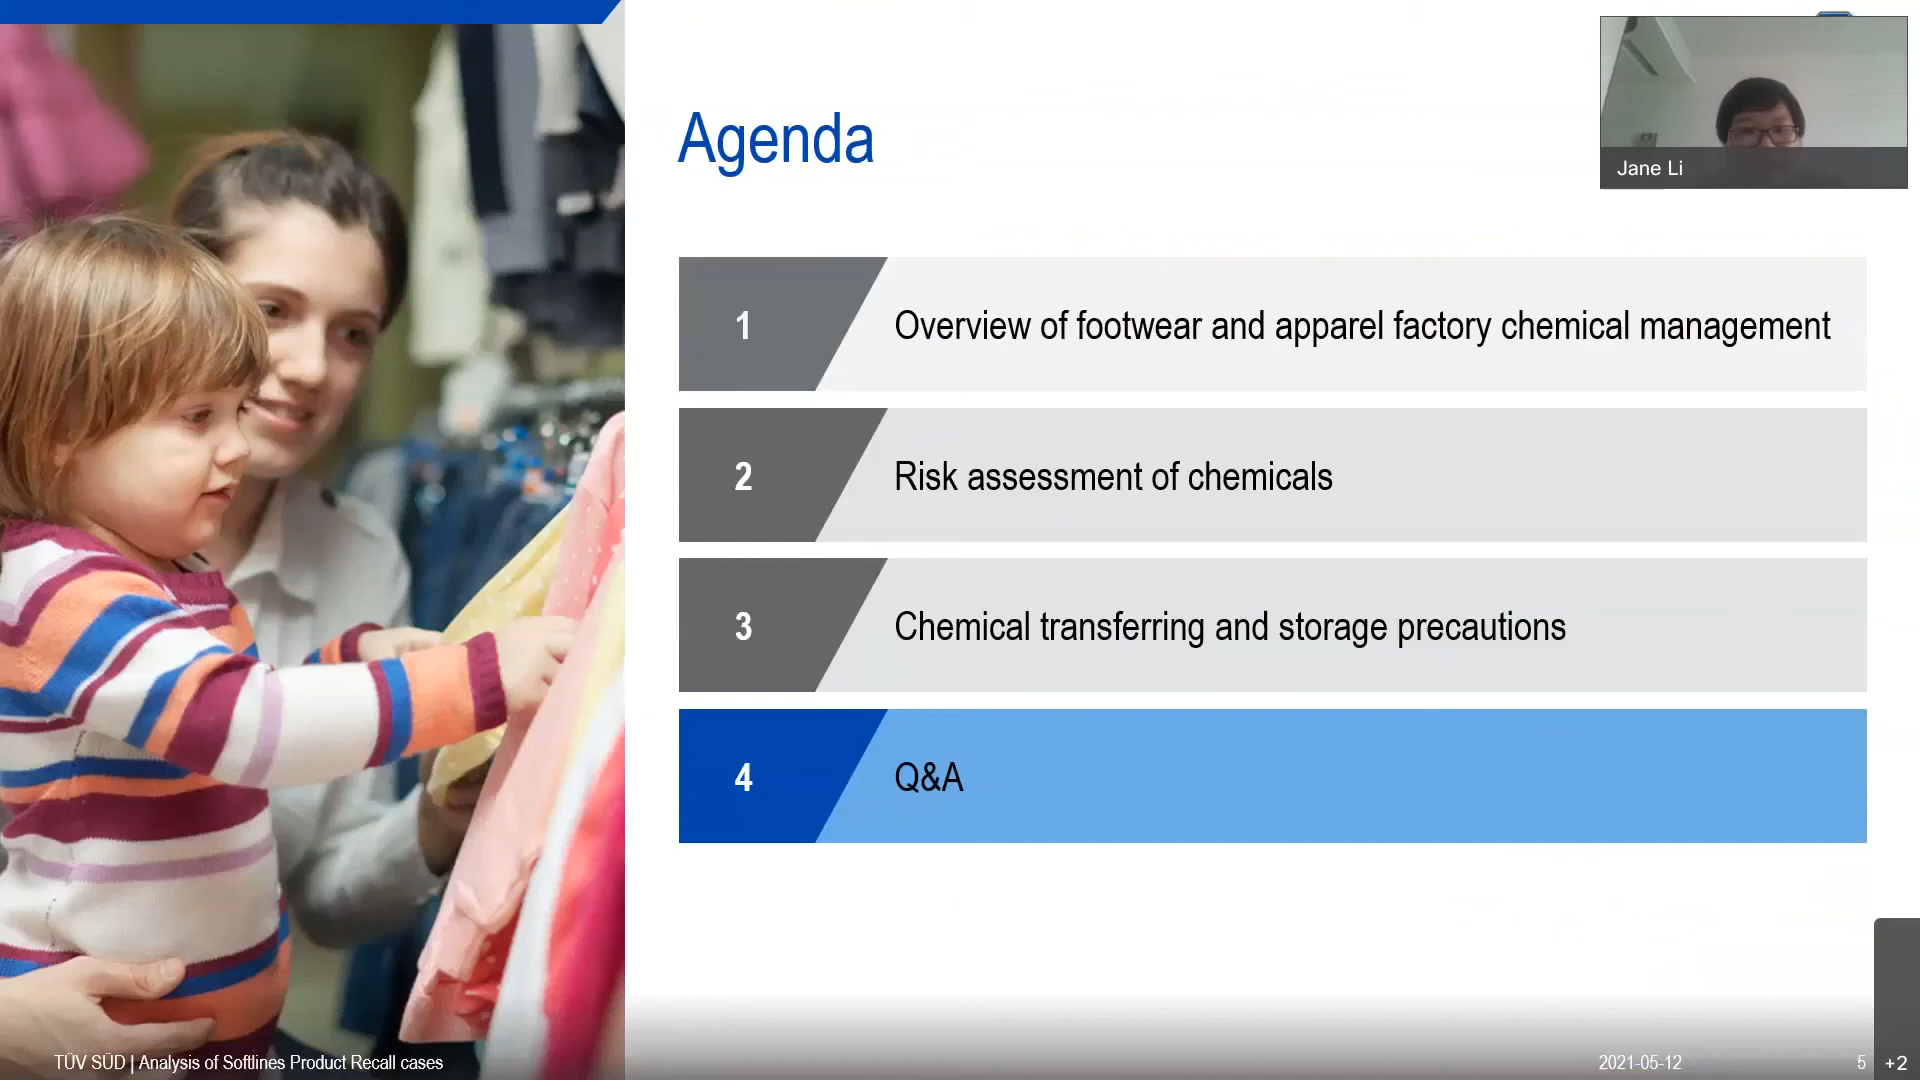 Agenda
Jane Li
1
Overview of footwear and apparel factory chemical management
2
Risk assessment of chemicals
3
Chemical transferring and storage precautions
4
Q&A
TÜV SÜD | Analysis of Softlines Product Recall cases
2021-05-12
5
+2